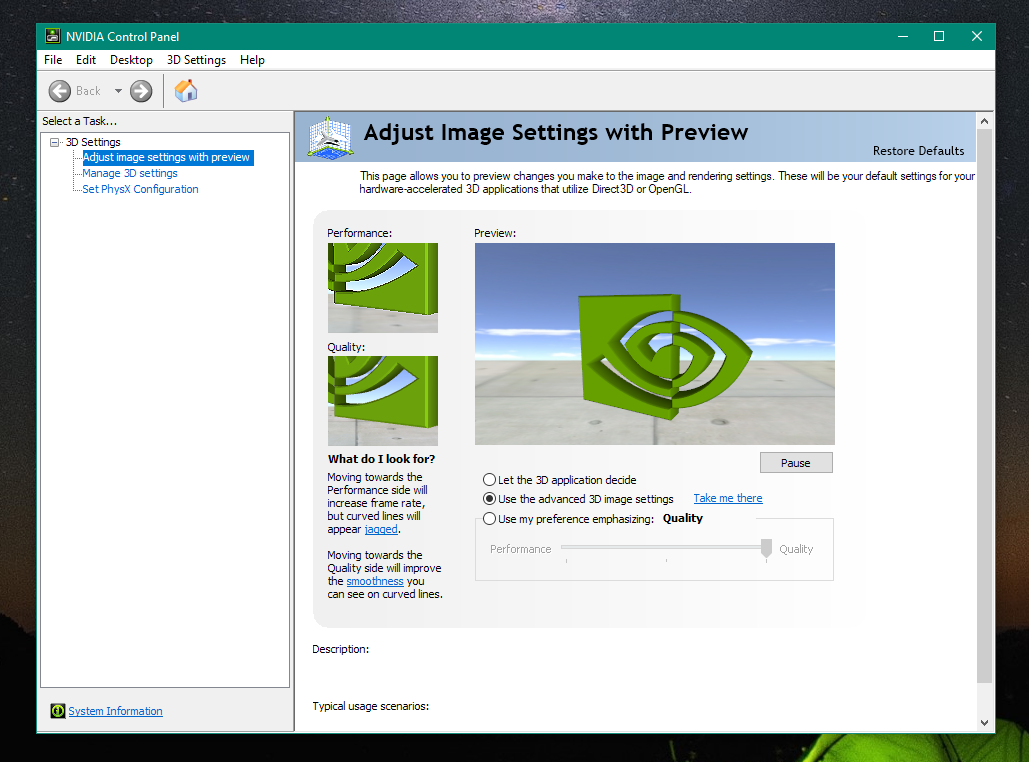 NVIDIA Control Panel
File Edit Desktop 3D Settings Help
Back
Select a Task...
3D Settings
Adjust image settings with preview
Manage 3D settings
Set PhysX Configuration
System Information
Adjust Image Settings with Preview
Restore Defaults
This page allows you to preview changes you make to the image and rendering settings. These will be your default settings for your
hardware-accelerated 3D applications that utilize Direct3D or OpenGL.
Performance:
Quality:
What do I look for?
Moving towards the
Performance side will
increase frame rate,
but curved lines will
appear jagged.
Moving towards the
Quality side will improve
the smoothness you
can see on curved lines.
Preview:
Pause
Let the 3D application decide
Use the advanced 3D image settings Take me there
Use my preference emphasizing: Quality
Performance Quality
Description:
Typical usage scenarios: